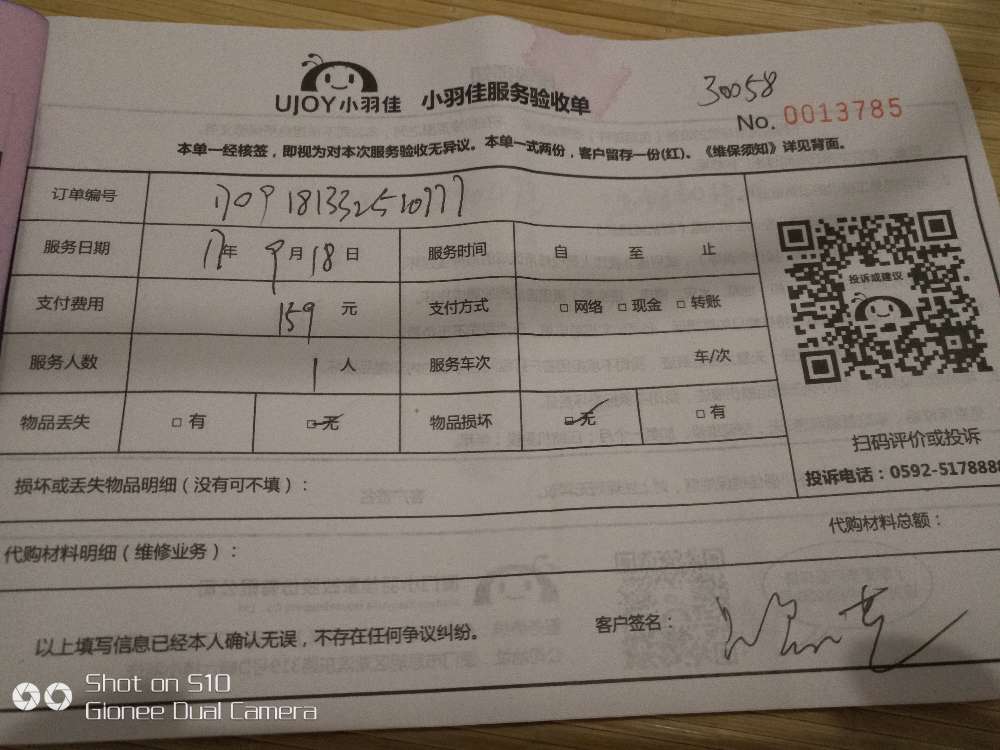 UJOY小羽佳 小羽佳服务验收单
30058
No. 0013785
本单一经核签，即视为对本次服务验收无异议。本单一式两份，客户留存一份(红)。《维保须知》详见背面。
订单编号
服务日期 17年 9月18日 服务时间 自 至 止
投诉或建议
支付费用 159 元 支付方式 □ 网络 □ 现金 □ 转账
服务人数 1 人 服务车次 车/次
物品丢失 □ 有 □ 无 物品损坏 □ 无 □ 有
扫码评价或投诉
投诉电话：0592-5178888
损坏或丢失物品明细（没有可不填）：
代购材料明细（维修业务）： 代购材料总额：
以上填写信息已经本人确认无误，不存在任何争议纠纷。 客户签名：
Shot on S10
Gionee Dual Camera